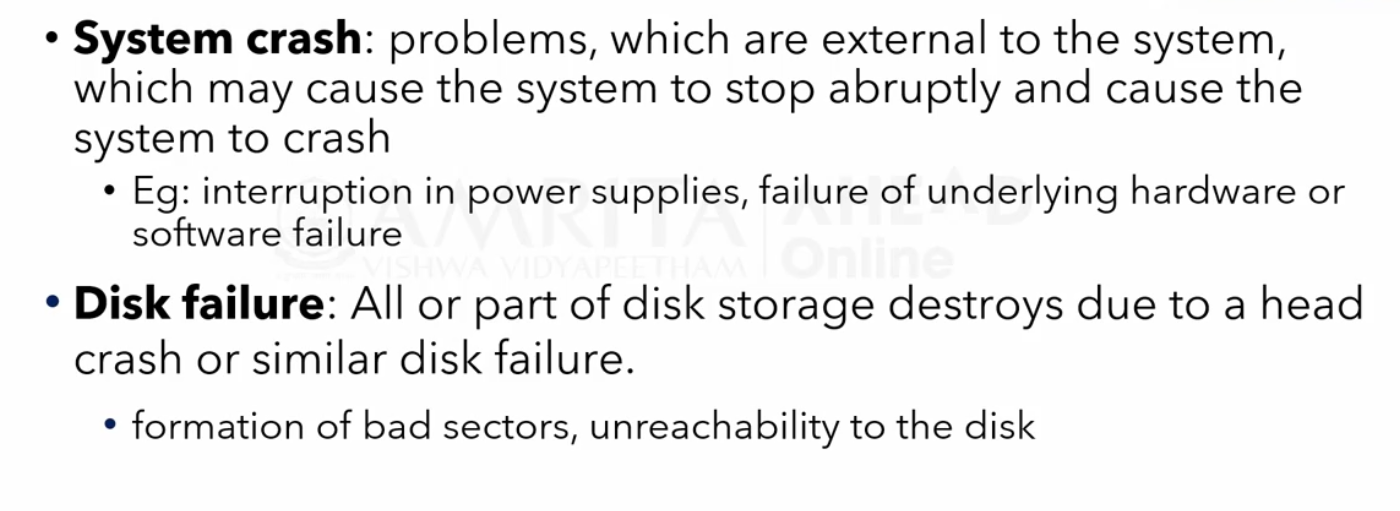 • System crash: problems, which are external to the system,
which may cause the system to stop abruptly and cause the
system to crash
• Eg: interruption in power supplies, failure of underlying hardware or
software failure
AMRITA AHEAD
VISHWA VIDYAPEETHAM Online
• Disk failure: All or part of disk storage destroys due to a head
crash or similar disk failure.
• formation of bad sectors, unreachability to the disk